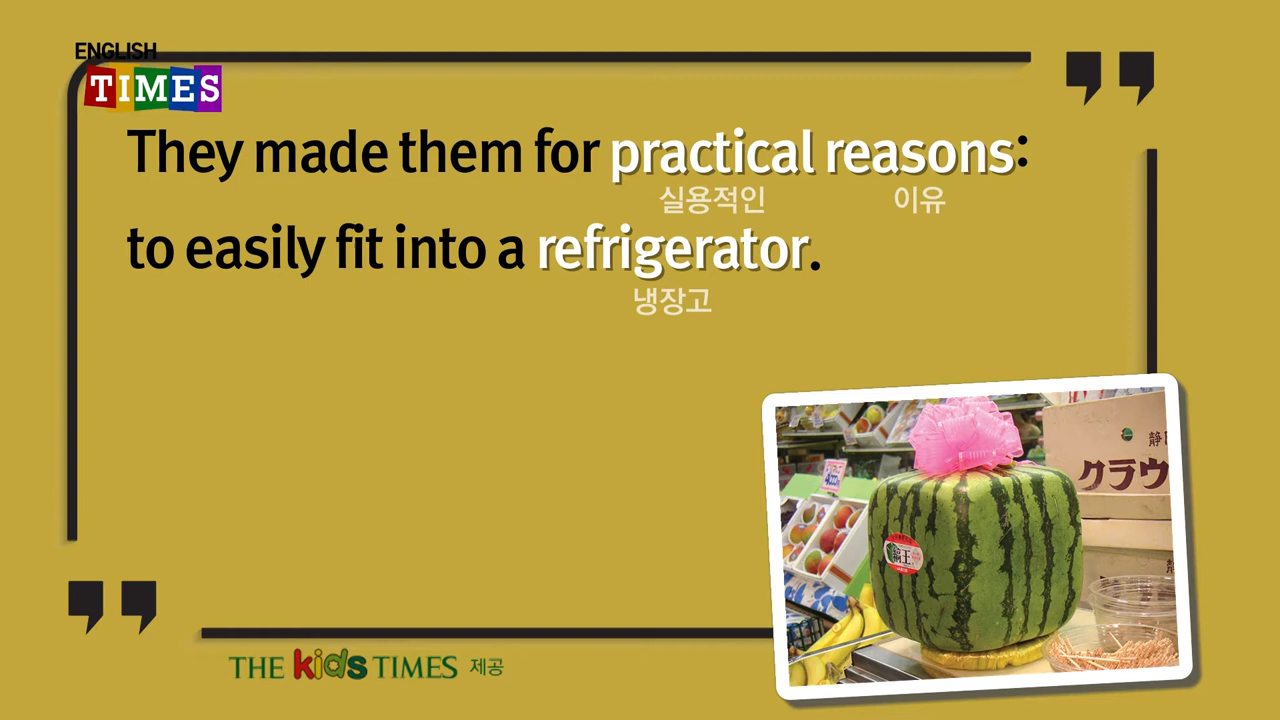 ENGLISH
TIMES
They made them for practical reasons:
실용적인 이유
to easily fit into a refrigerator.
냉장고
静
クラウ
THE kids TIMES 제공